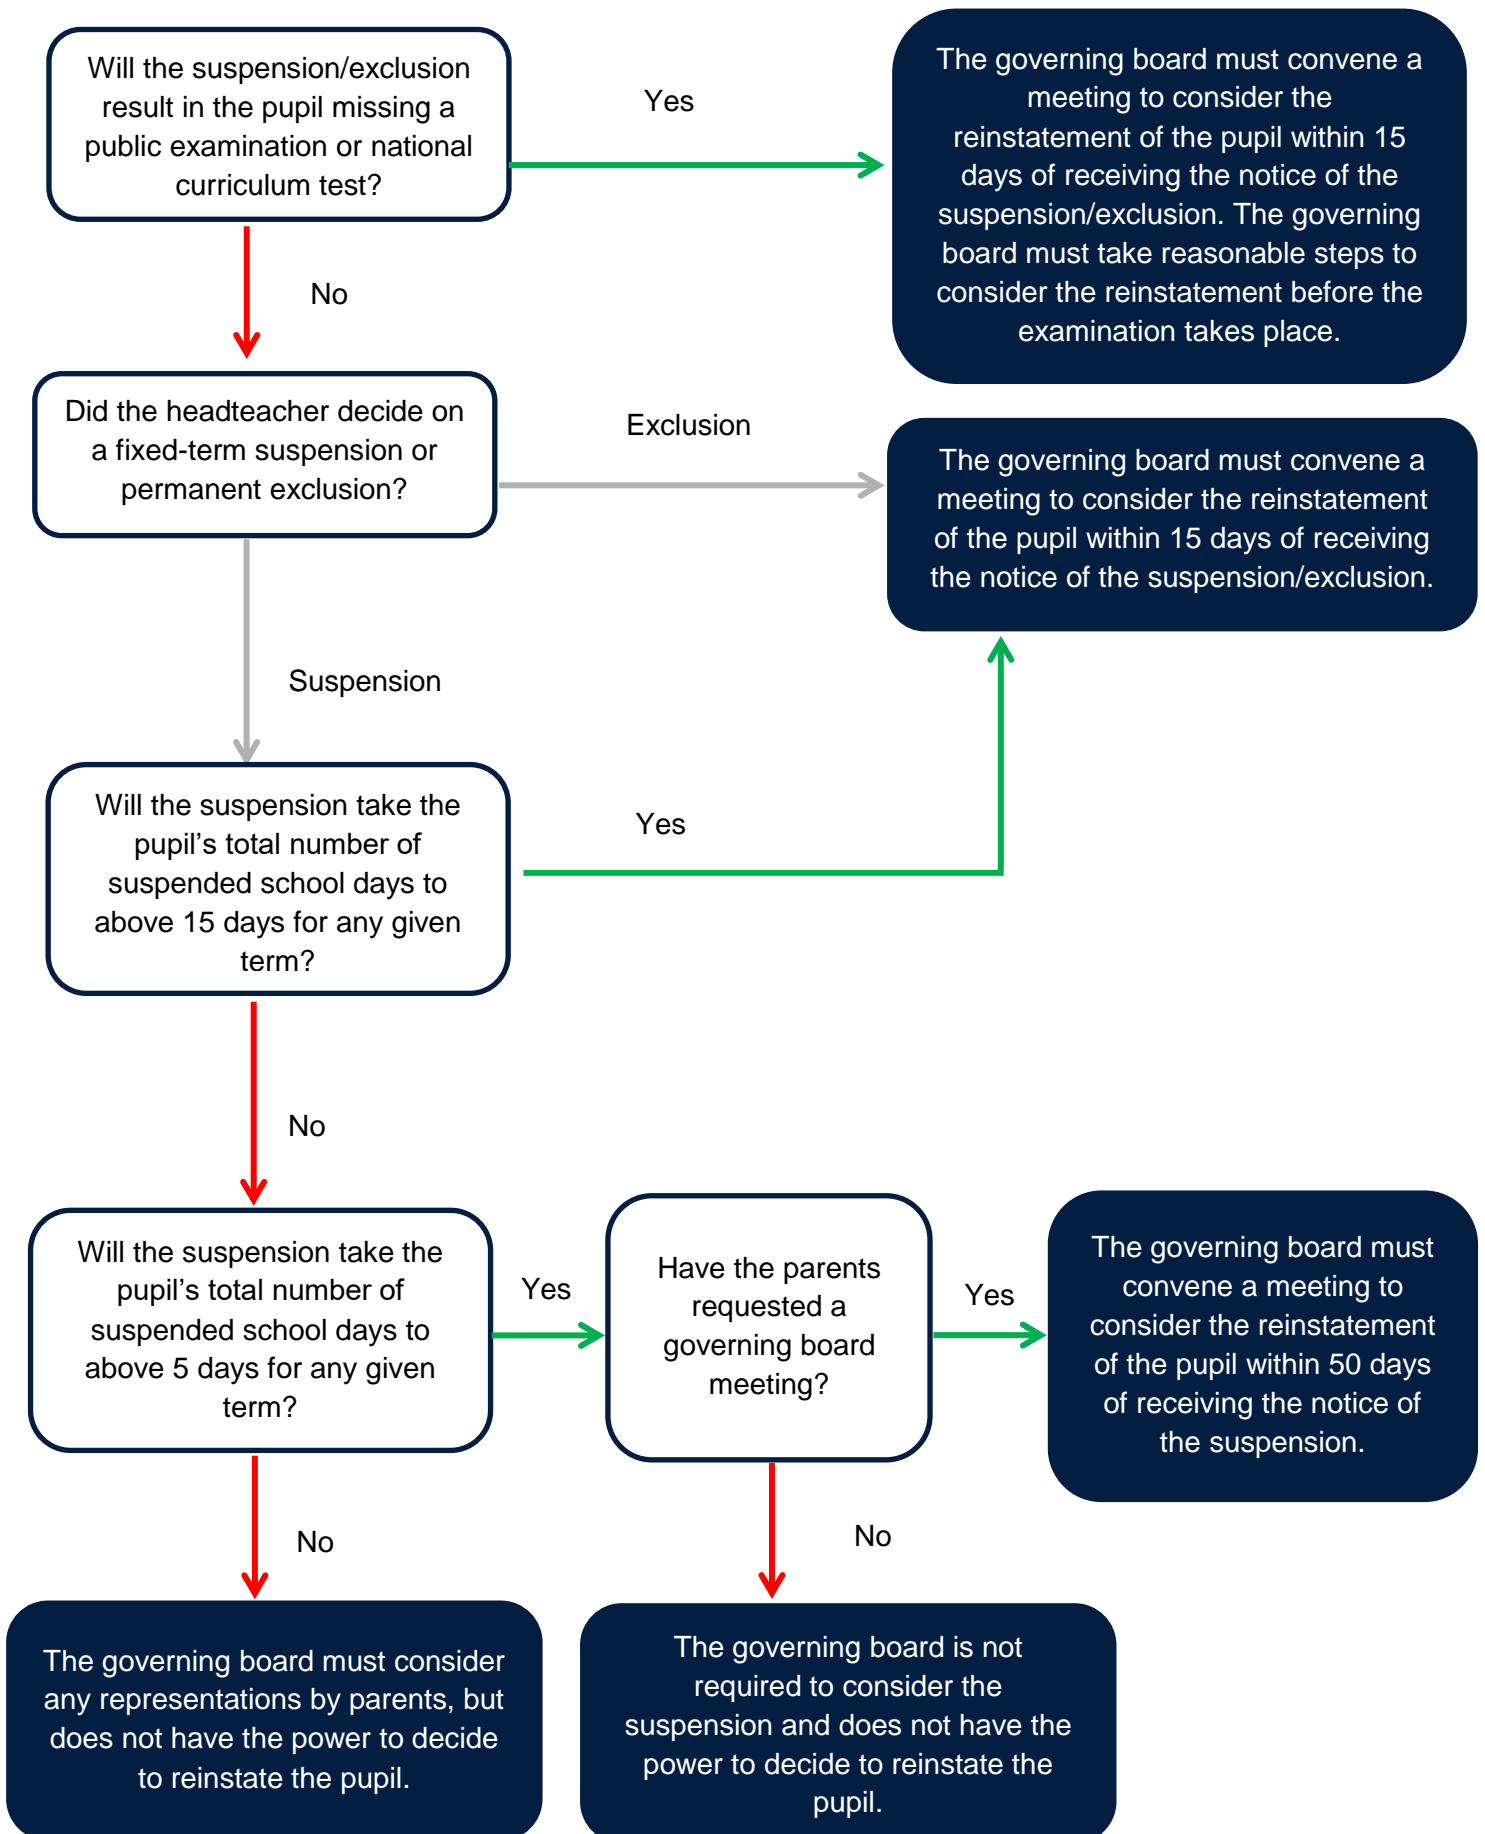 Will the suspension/exclusion
result in the pupil missing a
public examination or national
curriculum test?
Yes
The governing board must convene a
meeting to consider the
reinstatement of the pupil within 15
days of receiving the notice of the
suspension/exclusion. The governing
board must take reasonable steps to
consider the reinstatement before the
examination takes place.
No
Did the headteacher decide on
a fixed-term suspension or
permanent exclusion?
Exclusion
The governing board must convene a
meeting to consider the reinstatement
of the pupil within 15 days of receiving
the notice of the suspension/exclusion.
Suspension
Will the suspension take the
pupil’s total number of
suspended school days to
above 15 days for any given
term?
Yes
No
Will the suspension take the
pupil’s total number of
suspended school days to
above 5 days for any given
term?
Yes
Have the parents
requested a
governing board
meeting?
Yes
The governing board must
convene a meeting to
consider the reinstatement
of the pupil within 50 days
of receiving the notice of
the suspension.
No
No
The governing board must consider
any representations by parents, but
does not have the power to decide
to reinstate the pupil.
The governing board is not
required to consider the
suspension and does not have the
power to decide to reinstate the
pupil.